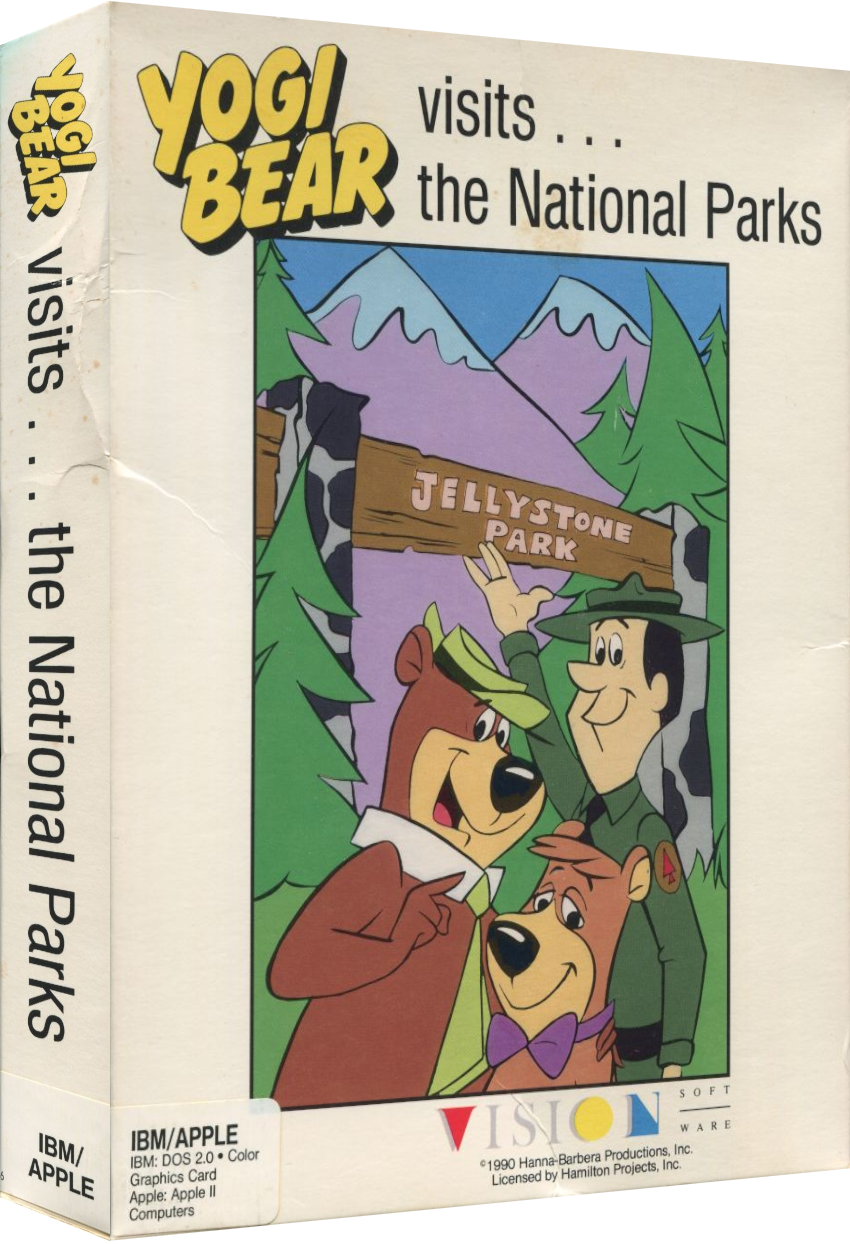 YOGI
BEAR
visits . . . the National Parks
IBM/
APPLE
YOGI
BEAR
visits . . .
the National Parks
JELLYSTONE
PARK
IBM/APPLE
IBM: DOS 2.0 • Color
Graphics Card
Apple: Apple II
Computers
VISION
SOFT
WARE
©1990 Hanna-Barbera Productions, Inc.
Licensed by Hamilton Projects, Inc.